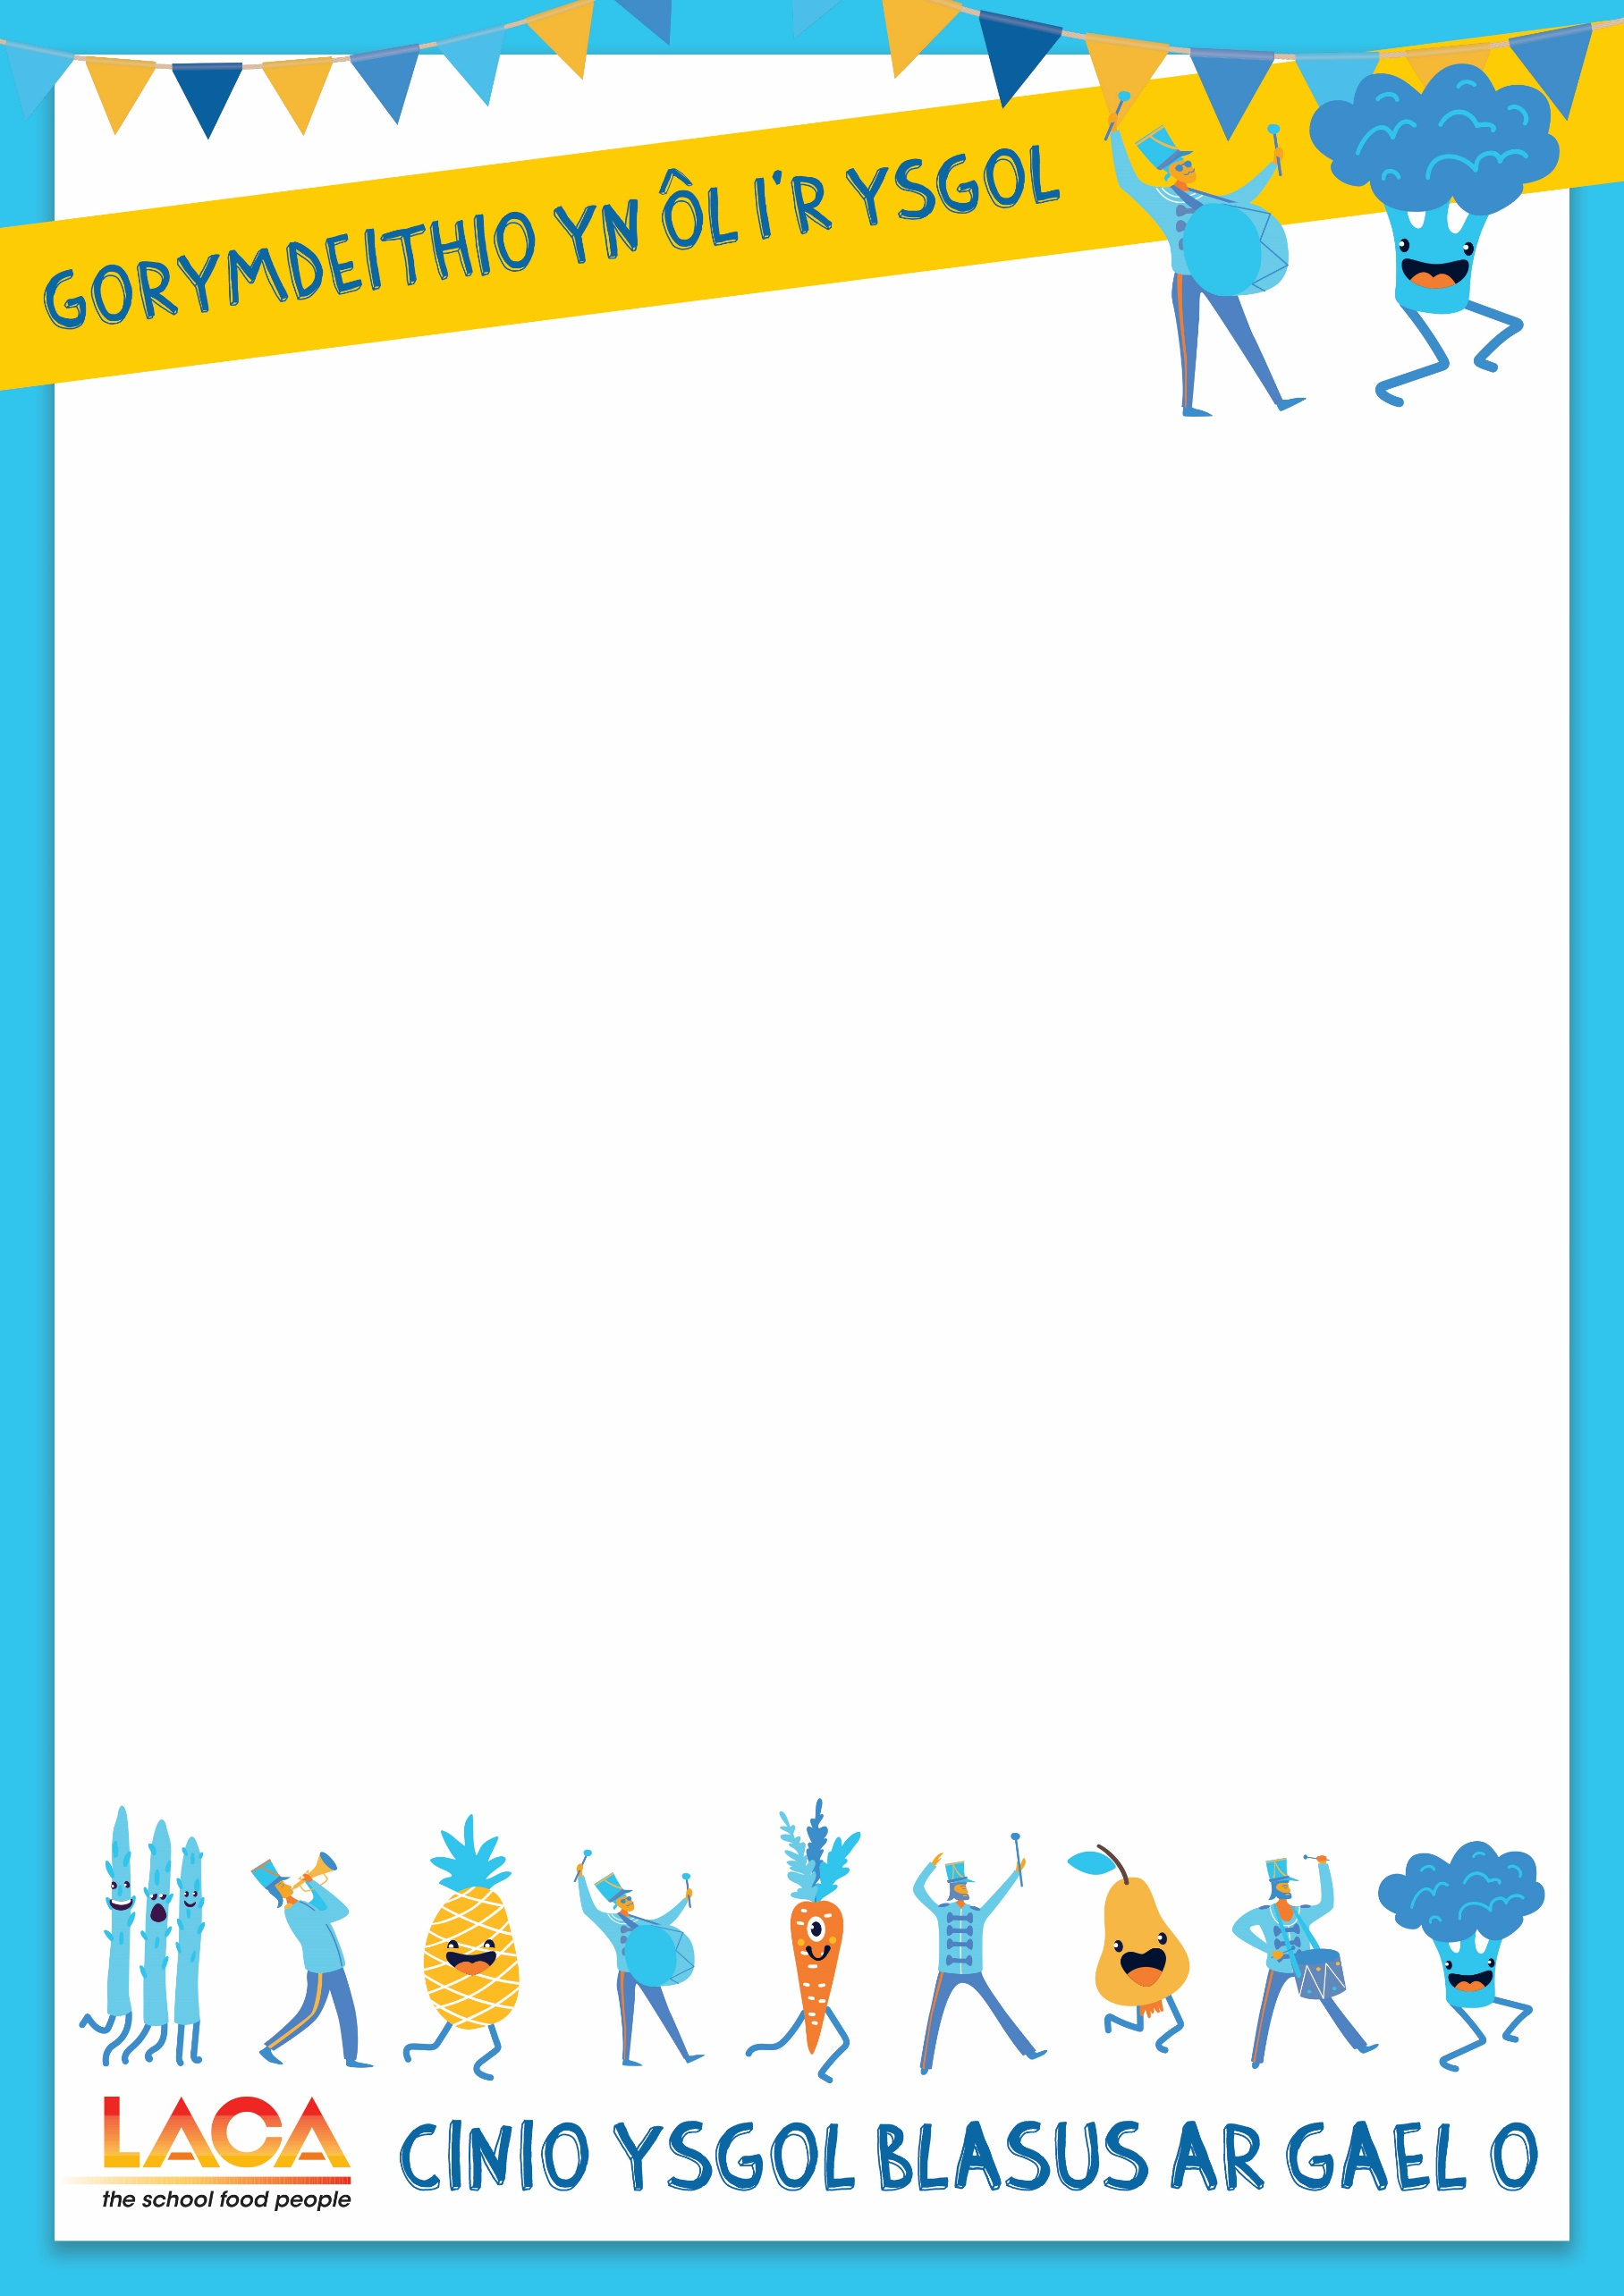 GORYMDEITHIO YN ÔL I'R YSGOL
LACA
the school food people
CINIO YSGOL BLASUS AR GAEL O